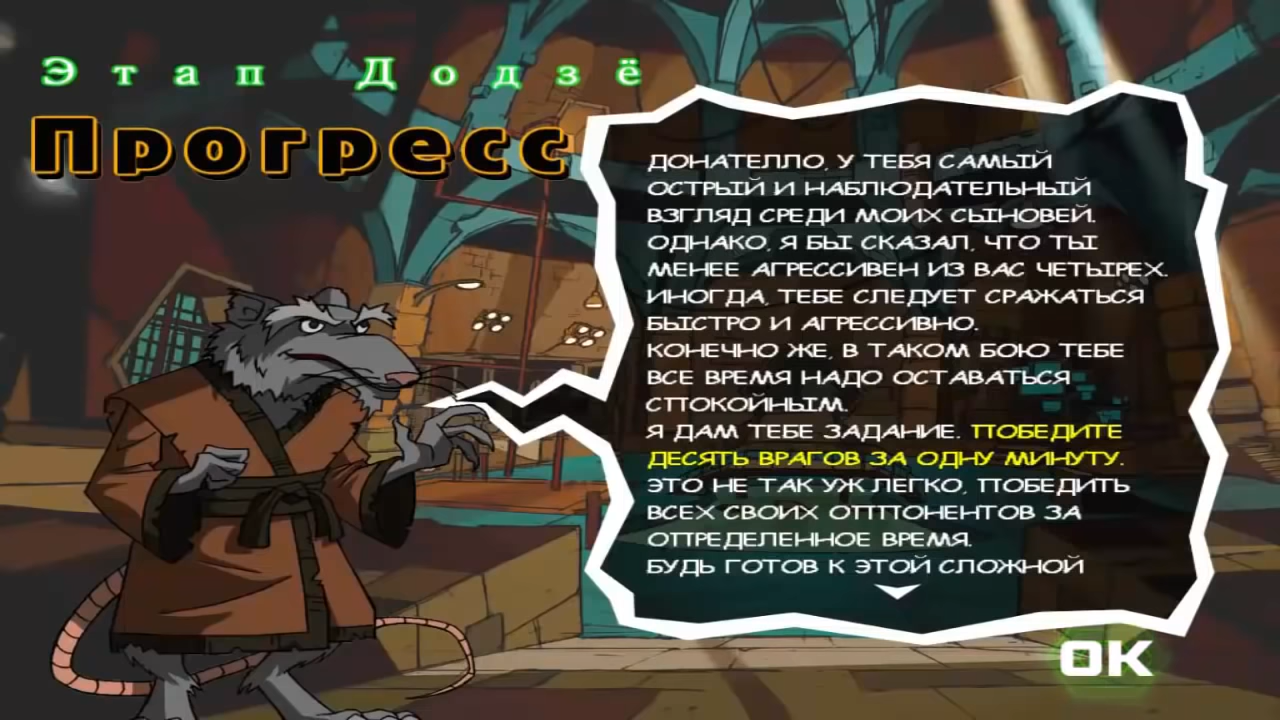 Этап Додзё
Прогресс
ДОНАТЕЛЛО, У ТЕБЯ САМЫЙ
ОСТРЫЙ И НАБЛЮДАТЕЛЬНЫЙ
ВЗГЛЯД СРЕДИ МОИХ СЫНОВЕЙ.
ОДНАКО, Я БЫ СКАЗАЛ, ЧТО ТЫ
МЕНЕЕ АГРЕССИВЕН ИЗ ВАС ЧЕТЫРЕХ.
ИНОГДА, ТЕБЕ СЛЕДУЕТ СРАЖАТЬСЯ
БЫСТРО И АГРЕССИВНО.
КОНЕЧНО ЖЕ, В ТАКОМ БОЮ ТЕБЕ
ВСЕ ВРЕМЯ НАДО ОСТАВАТЬСЯ
СПОКОЙНЫМ.
Я ДАМ ТЕБЕ ЗАДАНИЕ. ПОБЕДИТЕ
ДЕСЯТЬ ВРАГОВ ЗА ОДНУ МИНУТУ.
ЭТО НЕ ТАК УЖ ЛЕГКО, ПОБЕДИТЬ
ВСЕХ СВОИХ ОППОНЕНТОВ ЗА
ОПРЕДЕЛЕННОЕ ВРЕМЯ.
БУДЬ ГОТОВ К ЭТОЙ СЛОЖНОЙ
OK